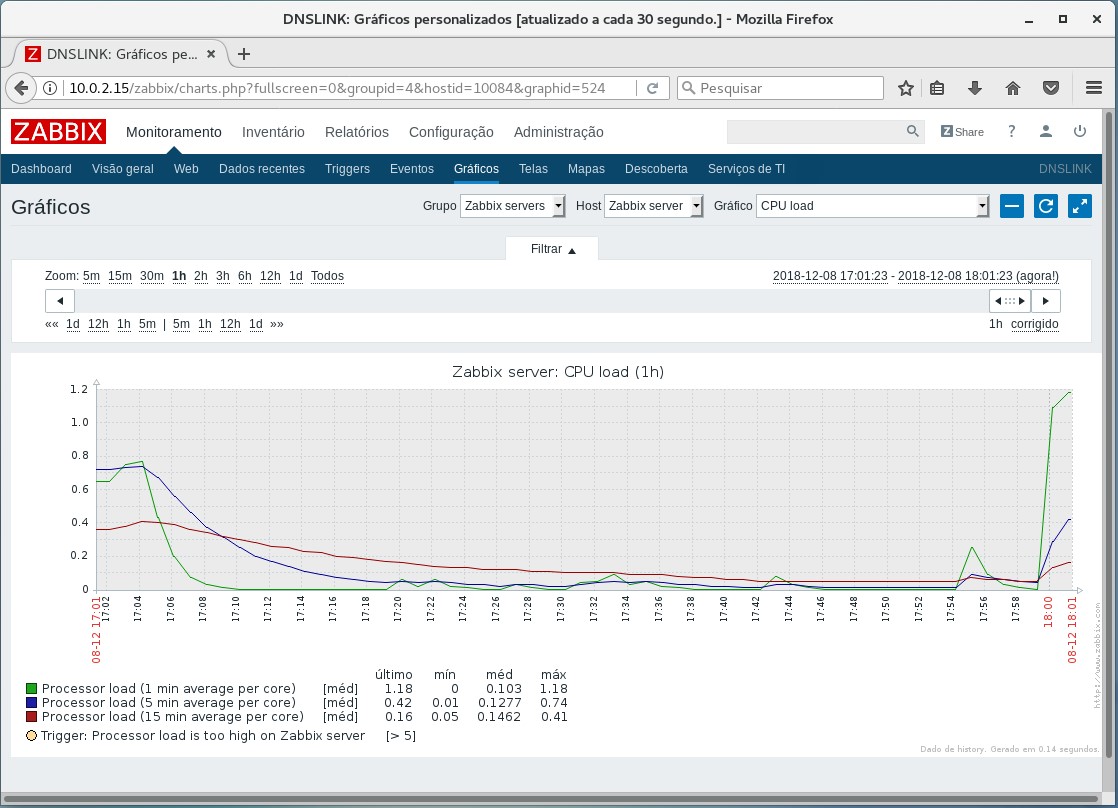 DNSLINK: Gráficos personalizados [atualizado a cada 30 segundo.] - Mozilla Firefox
Z DNSLINK: Gráficos pe...
10.0.2.15/zabbix/charts.php?fullscreen=0&groupid=4&hostid=10084&graphid=524
Pesquisar
ZABBIX Monitoramento Inventário Relatórios Configuração Administração Z Share ?
Dashboard Visão geral Web Dados recentes Triggers Eventos Gráficos Telas Mapas Descoberta Serviços de TI DNSLINK
Gráficos Grupo Zabbix servers Host Zabbix server Gráfico CPU load
Filtrar ▲
Zoom: 5m 15m 30m 1h 2h 3h 6h 12h 1d Todos 2018-12-08 17:01:23 - 2018-12-08 18:01:23 (agora!)
«« 1d 12h 1h 5m | 5m 1h 12h 1d »» 1h corrigido
Zabbix server: CPU load (1h)
1.2
1.0
0.8
0.6
0.4
0.2
0
08-12 17:01 17:02 17:04 17:06 17:08 17:10 17:12 17:14 17:16 17:18 17:20 17:22 17:24 17:26 17:28 17:30 17:32 17:34 17:36 17:38 17:40 17:42 17:44 17:46 17:48 17:50 17:52 17:54 17:56 17:58 18:00 08-12 18:01
http://www.zabbix.com
último mín méd máx
Processor load (1 min average per core) [méd] 1.18 0 0.103 1.18
Processor load (5 min average per core) [méd] 0.42 0.01 0.1277 0.74
Processor load (15 min average per core) [méd] 0.16 0.05 0.1462 0.41
Trigger: Processor load is too high on Zabbix server [> 5]
Dado de history. Gerado em 0.14 segundos.